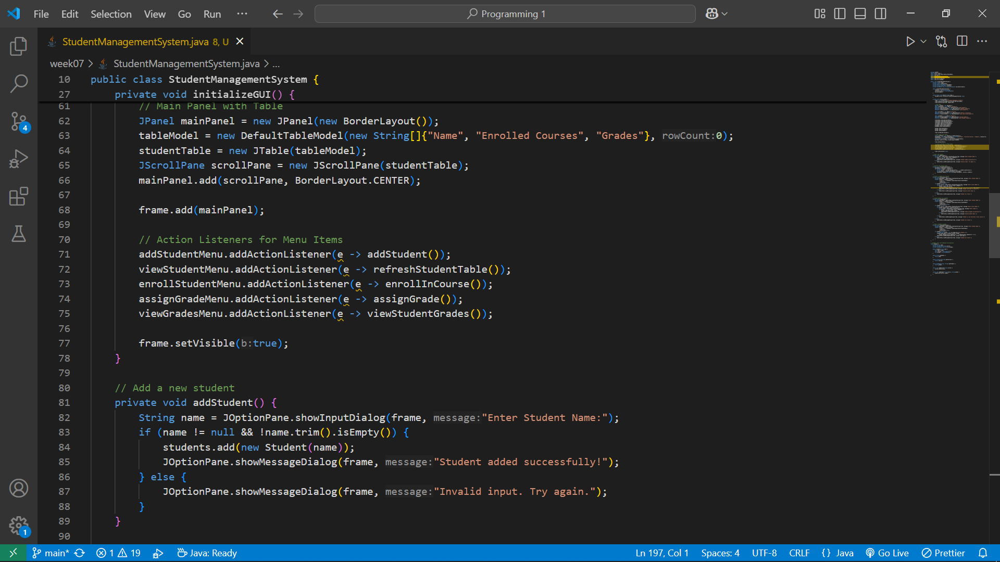 File Edit Selection View Go Run ··· Programming 1
StudentManagementSystem.java 8, U
week07 > StudentManagementSystem.java > ...
10 public class StudentManagementSystem {
27 private void initializeGUI() {
61 // Main Panel with Table
62 JPanel mainPanel = new JPanel(new BorderLayout());
63 tableModel = new DefaultTableModel(new String[]{"Name", "Enrolled Courses", "Grades"}, rowCount:0);
64 studentTable = new JTable(tableModel);
65 JScrollPane scrollPane = new JScrollPane(studentTable);
66 mainPanel.add(scrollPane, BorderLayout.CENTER);
67
68 frame.add(mainPanel);
69
70 // Action Listeners for Menu Items
71 addStudentMenu.addActionListener(e -> addStudent());
72 viewStudentMenu.addActionListener(e -> refreshStudentTable());
73 enrollStudentMenu.addActionListener(e -> enrollInCourse());
74 assignGradeMenu.addActionListener(e -> assignGrade());
75 viewGradesMenu.addActionListener(e -> viewStudentGrades());
76
77 frame.setVisible(b:true);
78 }
79
80 // Add a new student
81 private void addStudent() {
82 String name = JOptionPane.showInputDialog(frame, message:"Enter Student Name:");
83 if (name != null && !name.trim().isEmpty()) {
84 students.add(new Student(name));
85 JOptionPane.showMessageDialog(frame, message:"Student added successfully!");
86 } else {
87 JOptionPane.showMessageDialog(frame, message:"Invalid input. Try again.");
88 }
89 }
90
4
1
main* 1 19 Java: Ready Ln 197, Col 1 Spaces: 4 UTF-8 CRLF {} Java Go Live Prettier